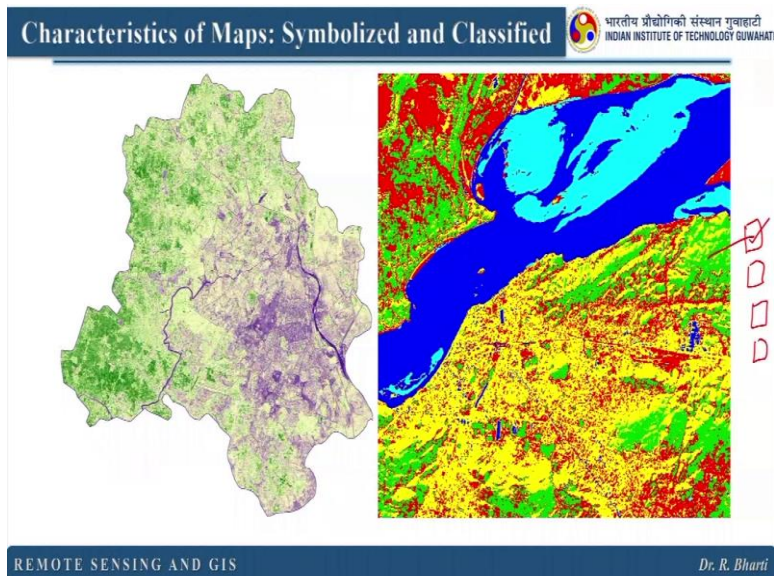 Characteristics of Maps: Symbolized and Classified
भारतीय प्रौद्योगिकी संस्थान गुवाहाटी
INDIAN INSTITUTE OF TECHNOLOGY GUWAHATI
REMOTE SENSING AND GIS
Dr. R. Bharti